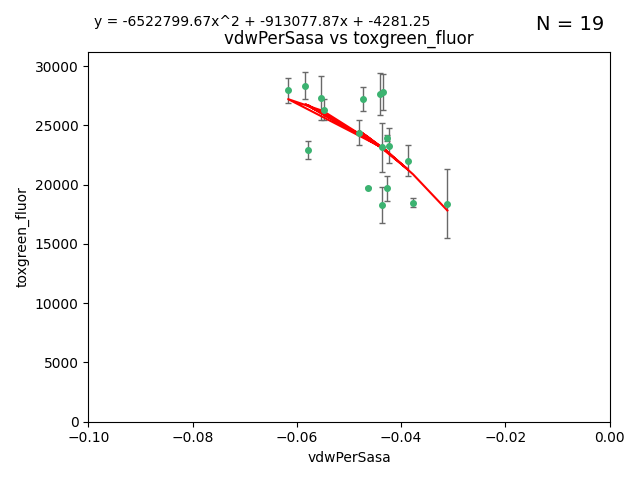 y = -6522799.67x^2 + -913077.87x + -4281.25
N = 19
vdwPerSasa vs toxgreen_fluor
30000
25000
20000
15000
10000
5000
0
toxgreen_fluor
−0.10 −0.08 −0.06 −0.04 −0.02 0.00
vdwPerSasa